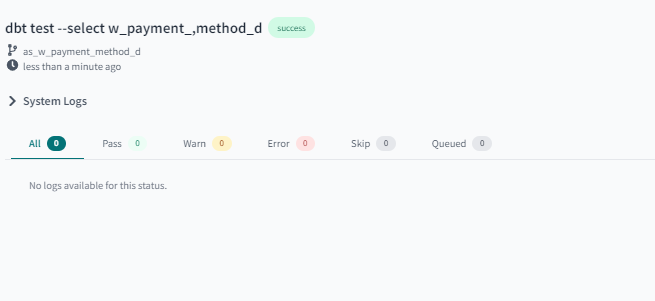 dbt test --select w_payment_,method_d success
as_w_payment_method_d
less than a minute ago
System Logs
All 0 Pass 0 Warn 0 Error 0 Skip 0 Queued 0
No logs available for this status.